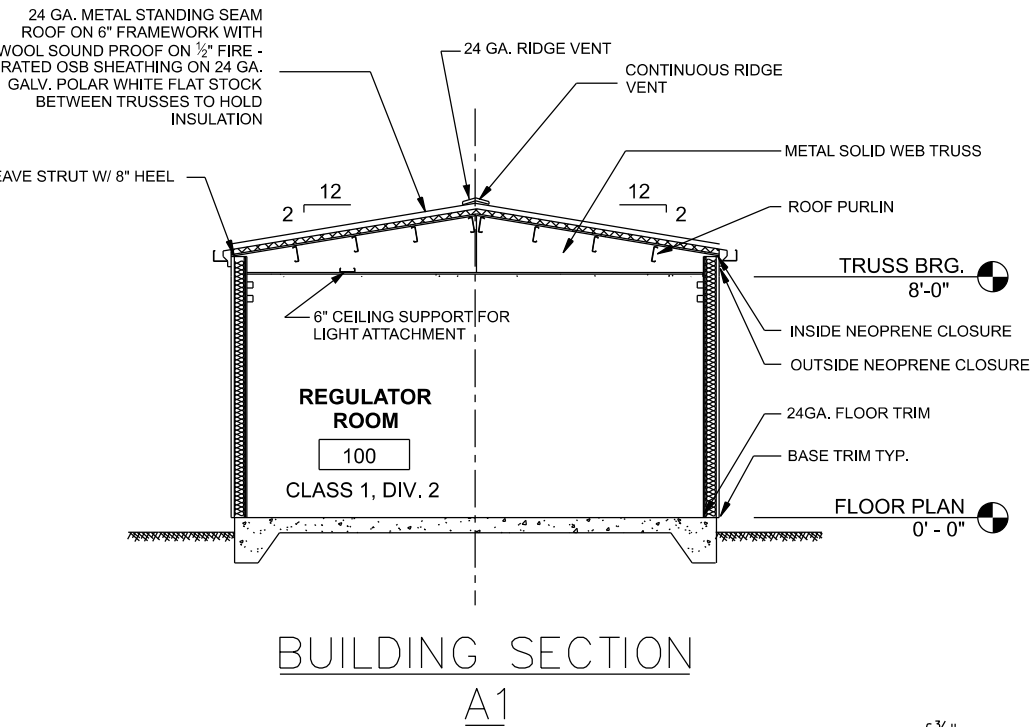 24 GA. METAL STANDING SEAM
ROOF ON 6" FRAMEWORK WITH
WOOL SOUND PROOF ON ½" FIRE -
RATED OSB SHEATHING ON 24 GA.
GALV. POLAR WHITE FLAT STOCK
BETWEEN TRUSSES TO HOLD
INSULATION
24 GA. RIDGE VENT
CONTINUOUS RIDGE
VENT
METAL SOLID WEB TRUSS
EAVE STRUT W/ 8" HEEL
12
2
12
2
ROOF PURLIN
TRUSS BRG.
8'-0"
6" CEILING SUPPORT FOR
LIGHT ATTACHMENT
INSIDE NEOPRENE CLOSURE
OUTSIDE NEOPRENE CLOSURE
REGULATOR
ROOM
100
CLASS 1, DIV. 2
24GA. FLOOR TRIM
BASE TRIM TYP.
FLOOR PLAN
0' - 0"
BUILDING SECTION
A1